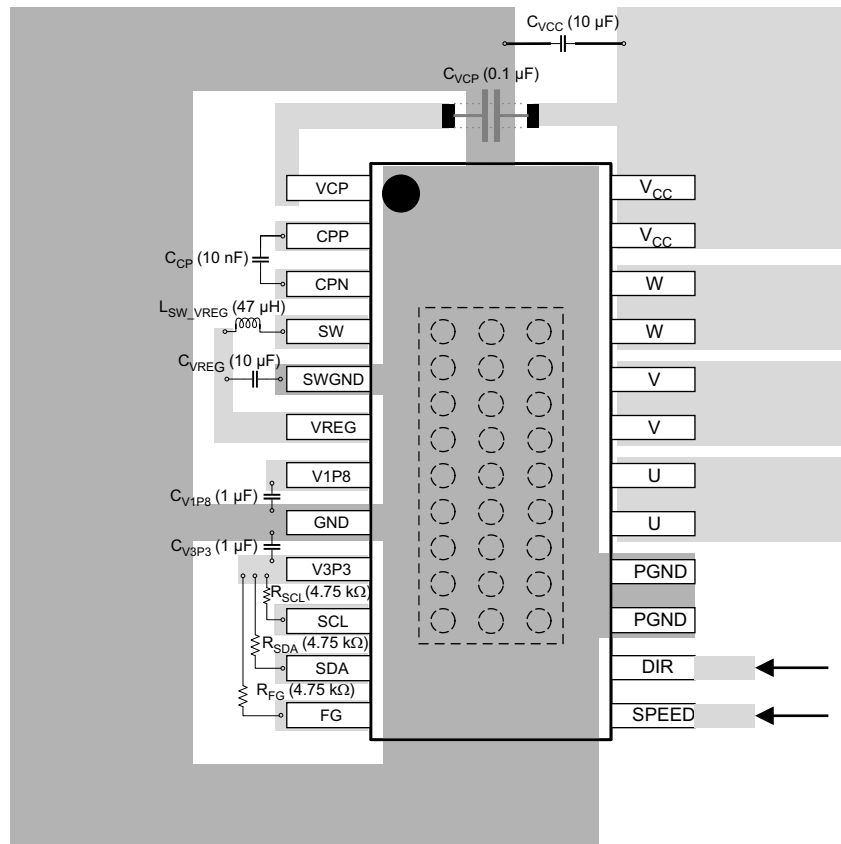 C_VCC (10 µF)
C_VCP (0.1 µF)
VCP
V_CC
CPP
V_CC
C_CP (10 nF)
CPN
W
L_SW_VREG (47 µH)
SW
W
C_VREG (10 µF)
SWGND
V
VREG
V
V1P8
U
C_V1P8 (1 µF)
GND
U
C_V3P3 (1 µF)
V3P3
PGND
R_SCL (4.75 kΩ)
SCL
PGND
R_SDA (4.75 kΩ)
SDA
DIR
R_FG (4.75 kΩ)
FG
SPEED